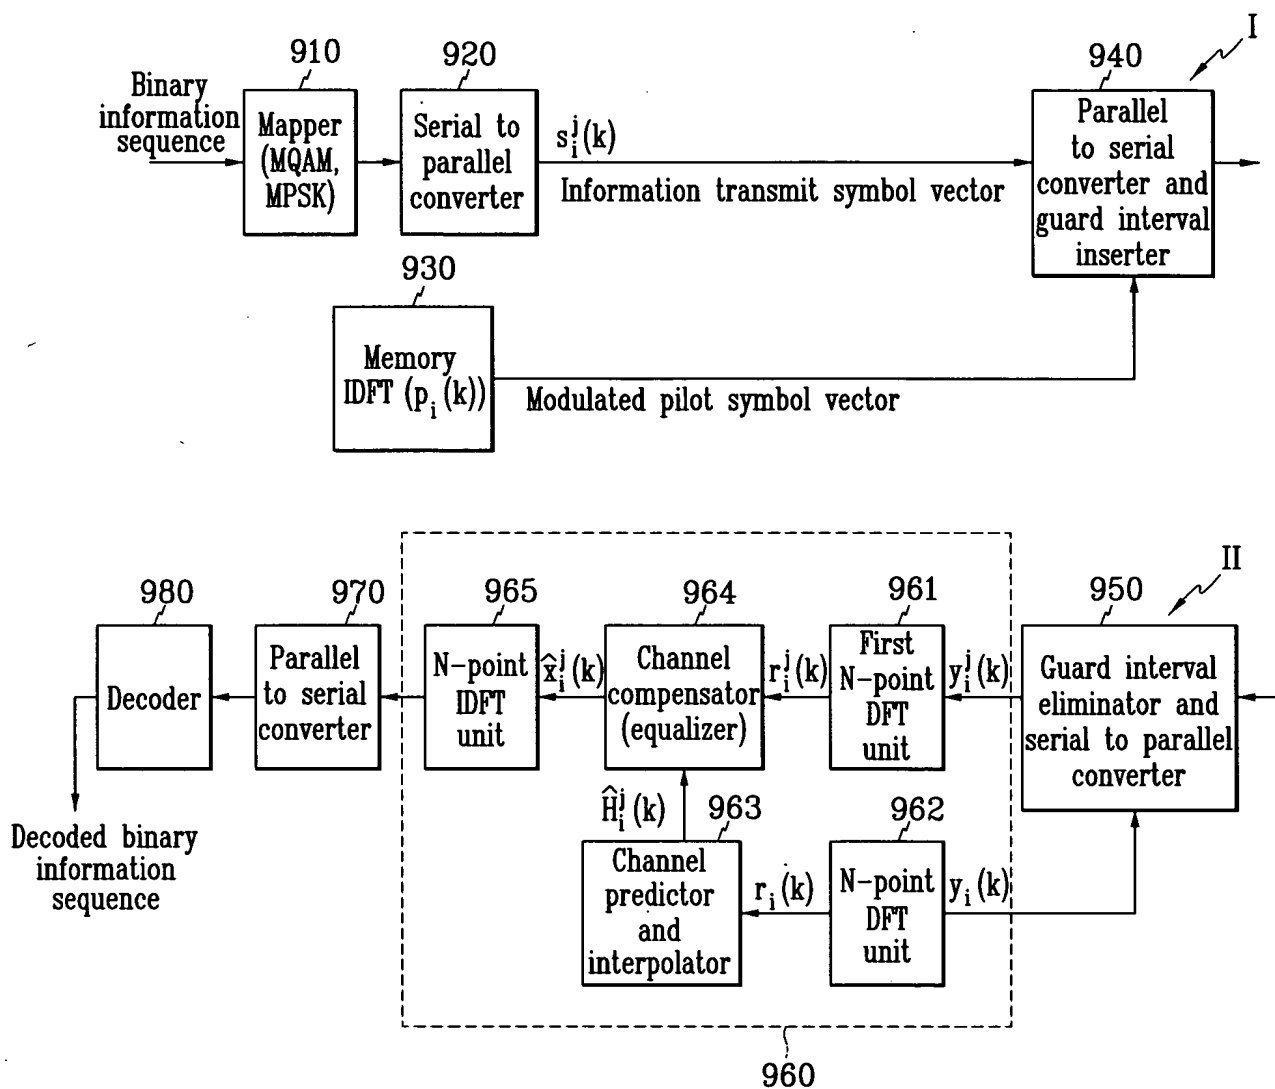 910
920
940
I
Binary
information
sequence
Mapper
(MQAM,
MPSK)
Serial to
parallel
converter
s_i^j(k)
Information transmit symbol vector
Parallel
to serial
converter and
guard interval
inserter
930
Memory
IDFT (p_i(k))
Modulated pilot symbol vector
II
980
970
965
964
961
950
Decoder
Parallel
to serial
converter
N-point
IDFT
unit
x̂_i^j(k)
Channel
compensator
(equalizer)
r_i^j(k)
First
N-point
DFT
unit
y_i^j(k)
Guard interval
eliminator and
serial to parallel
converter
Ĥ_i^j(k)
963
962
Decoded binary
information
sequence
Channel
predictor
and
interpolator
r_i(k)
N-point
DFT
unit
y_i(k)
960